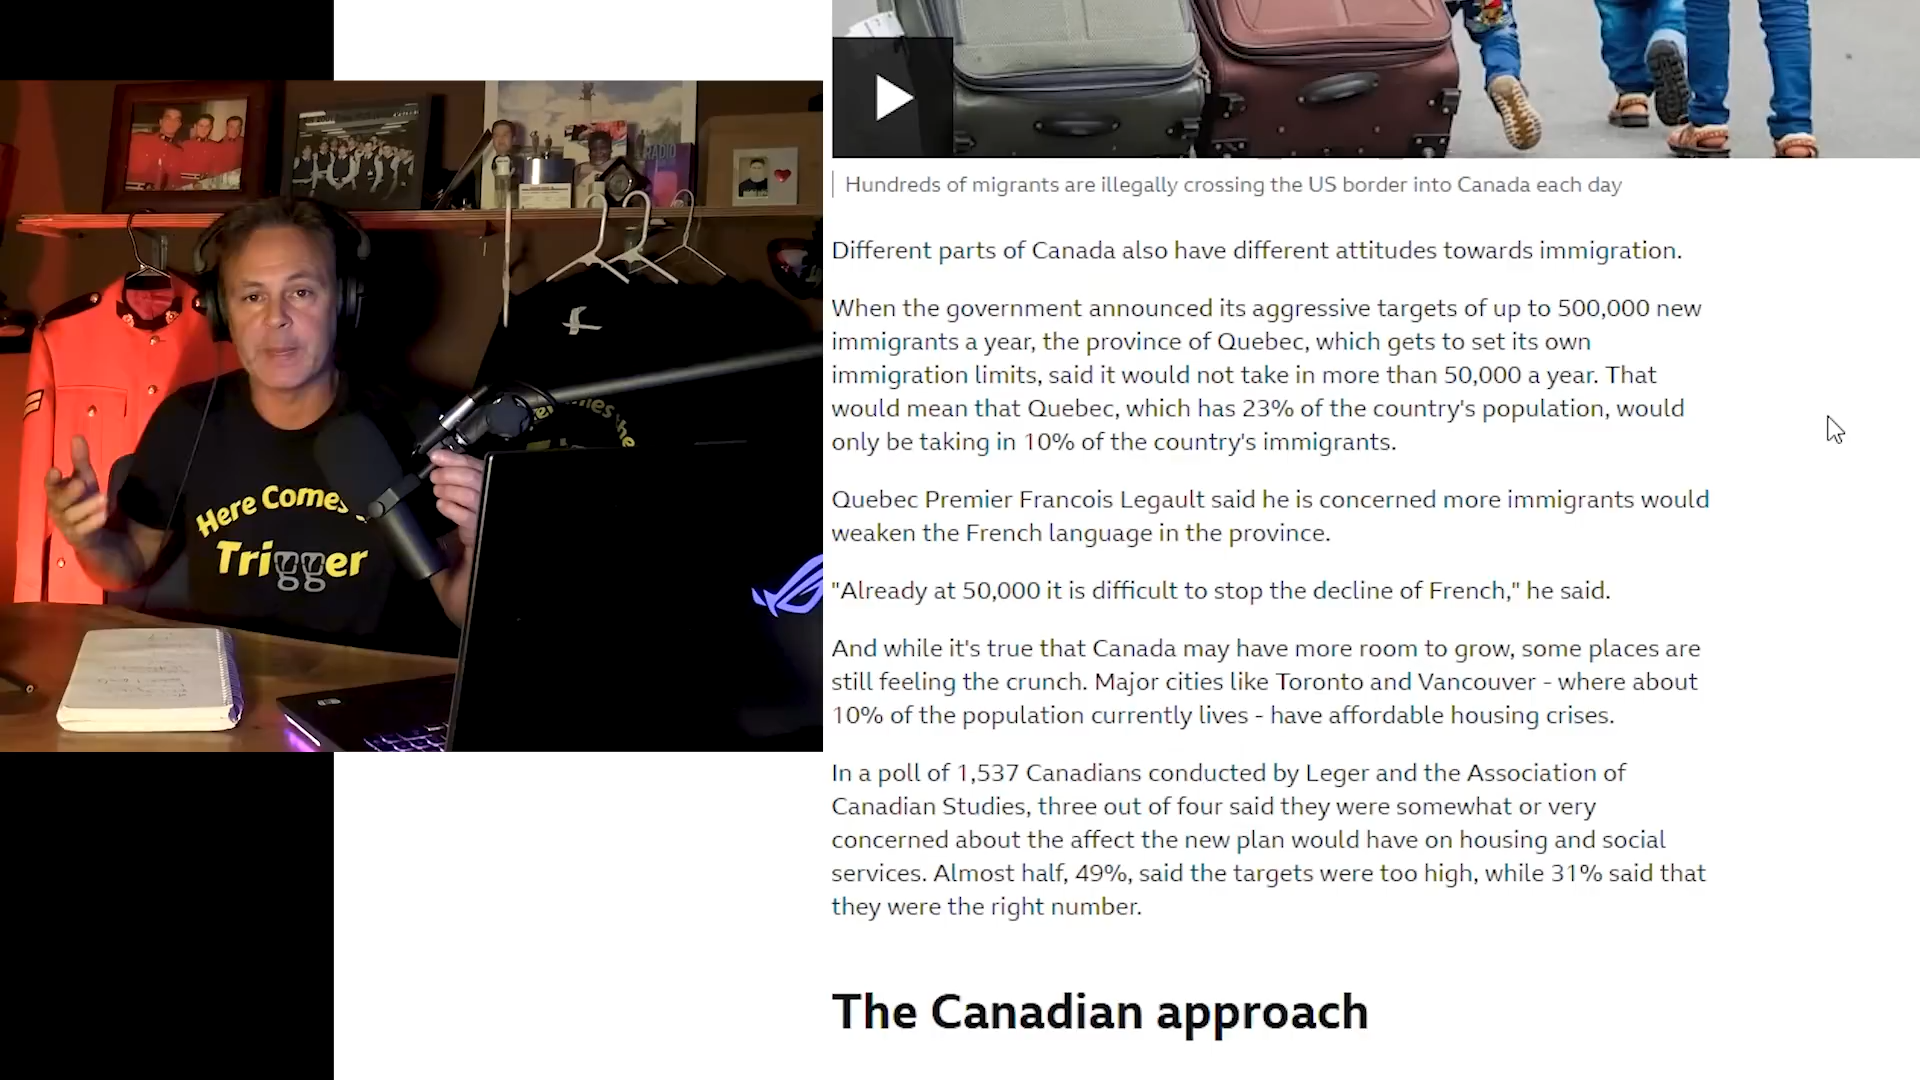 RADIO
Here Comes
Trigger
Hundreds of migrants are illegally crossing the US border into Canada each day
Different parts of Canada also have different attitudes towards immigration.
When the government announced its aggressive targets of up to 500,000 new
immigrants a year, the province of Quebec, which gets to set its own
immigration limits, said it would not take in more than 50,000 a year. That
would mean that Quebec, which has 23% of the country's population, would
only be taking in 10% of the country's immigrants.
Quebec Premier Francois Legault said he is concerned more immigrants would
weaken the French language in the province.
"Already at 50,000 it is difficult to stop the decline of French," he said.
And while it's true that Canada may have more room to grow, some places are
still feeling the crunch. Major cities like Toronto and Vancouver - where about
10% of the population currently lives - have affordable housing crises.
In a poll of 1,537 Canadians conducted by Leger and the Association of
Canadian Studies, three out of four said they were somewhat or very
concerned about the affect the new plan would have on housing and social
services. Almost half, 49%, said the targets were too high, while 31% said that
they were the right number.
The Canadian approach